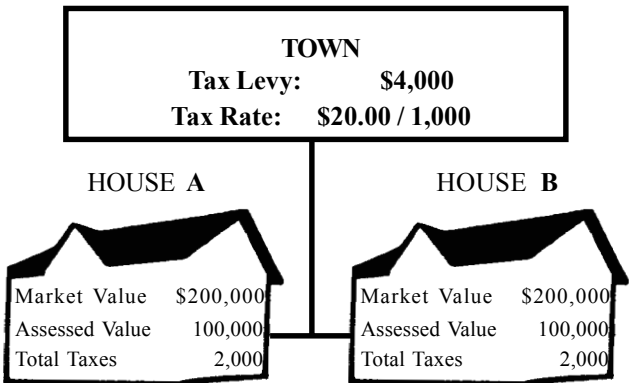 TOWN
Tax Levy: $4,000
Tax Rate: $20.00 / 1,000
HOUSE A
Market Value $200,000
Assessed Value 100,000
Total Taxes 2,000
HOUSE B
Market Value $200,000
Assessed Value 100,000
Total Taxes 2,000